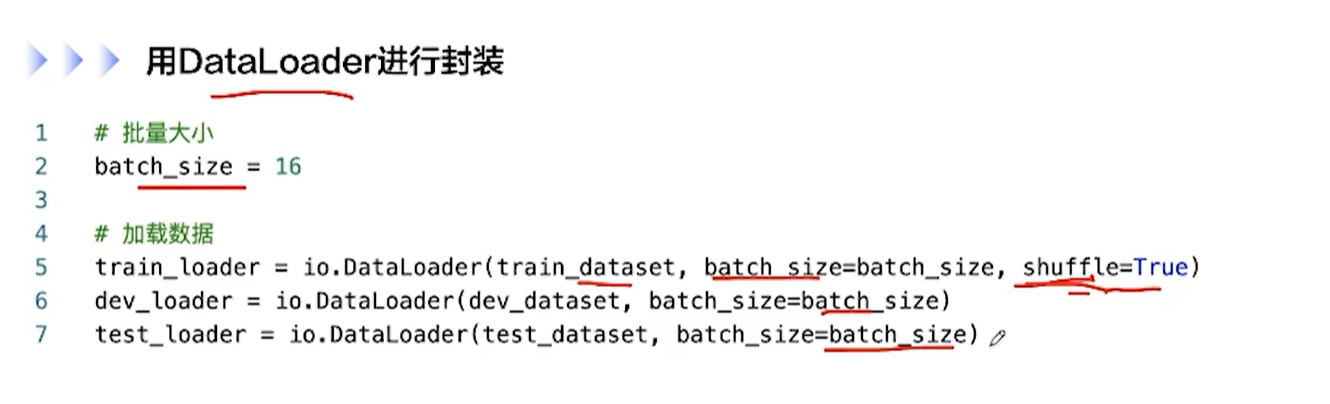 用DataLoader进行封装
1 # 批量大小
2 batch_size = 16
3
4 # 加载数据
5 train_loader = io.DataLoader(train_dataset, batch_size=batch_size, shuffle=True)
6 dev_loader = io.DataLoader(dev_dataset, batch_size=batch_size)
7 test_loader = io.DataLoader(test_dataset, batch_size=batch_size)